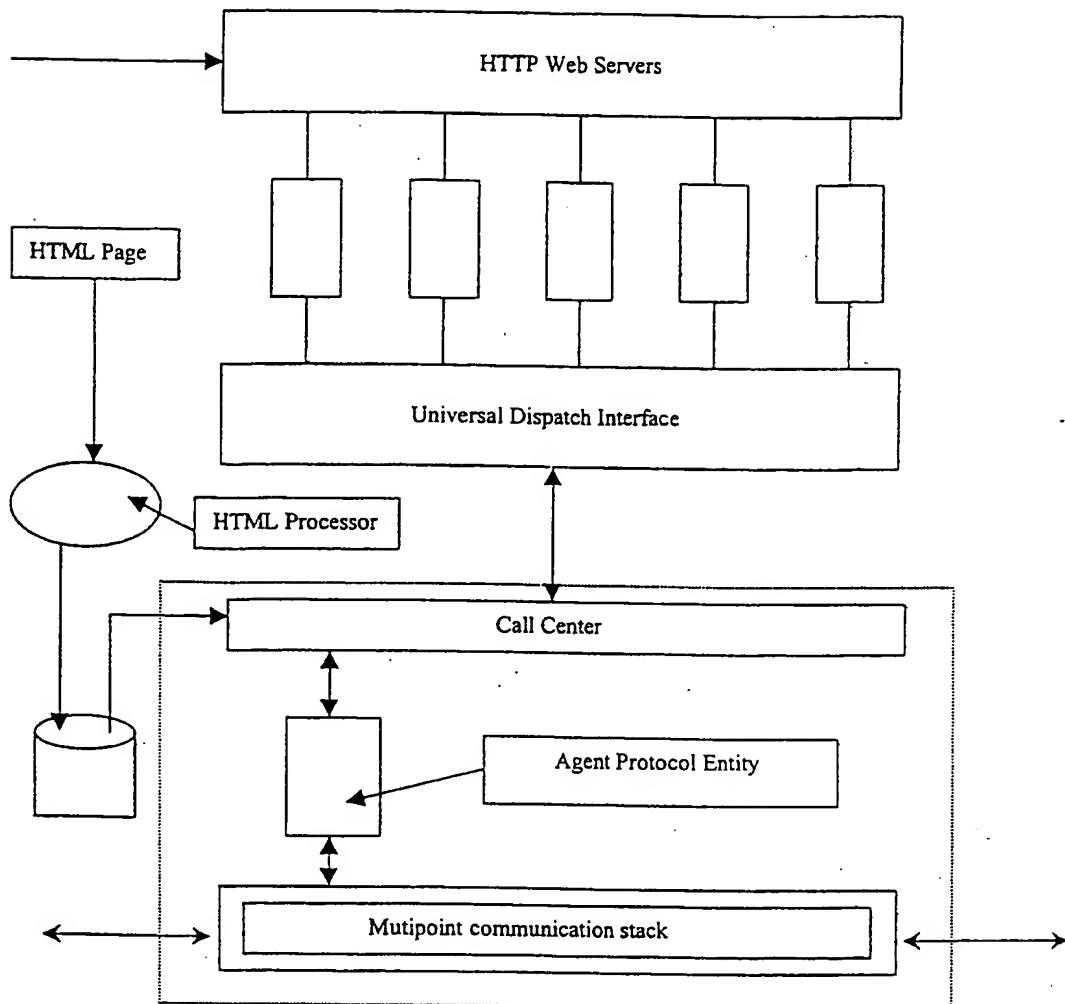 HTTP Web Servers
HTML Page
Universal Dispatch Interface
HTML Processor
Call Center
Agent Protocol Entity
Mutipoint communication stack